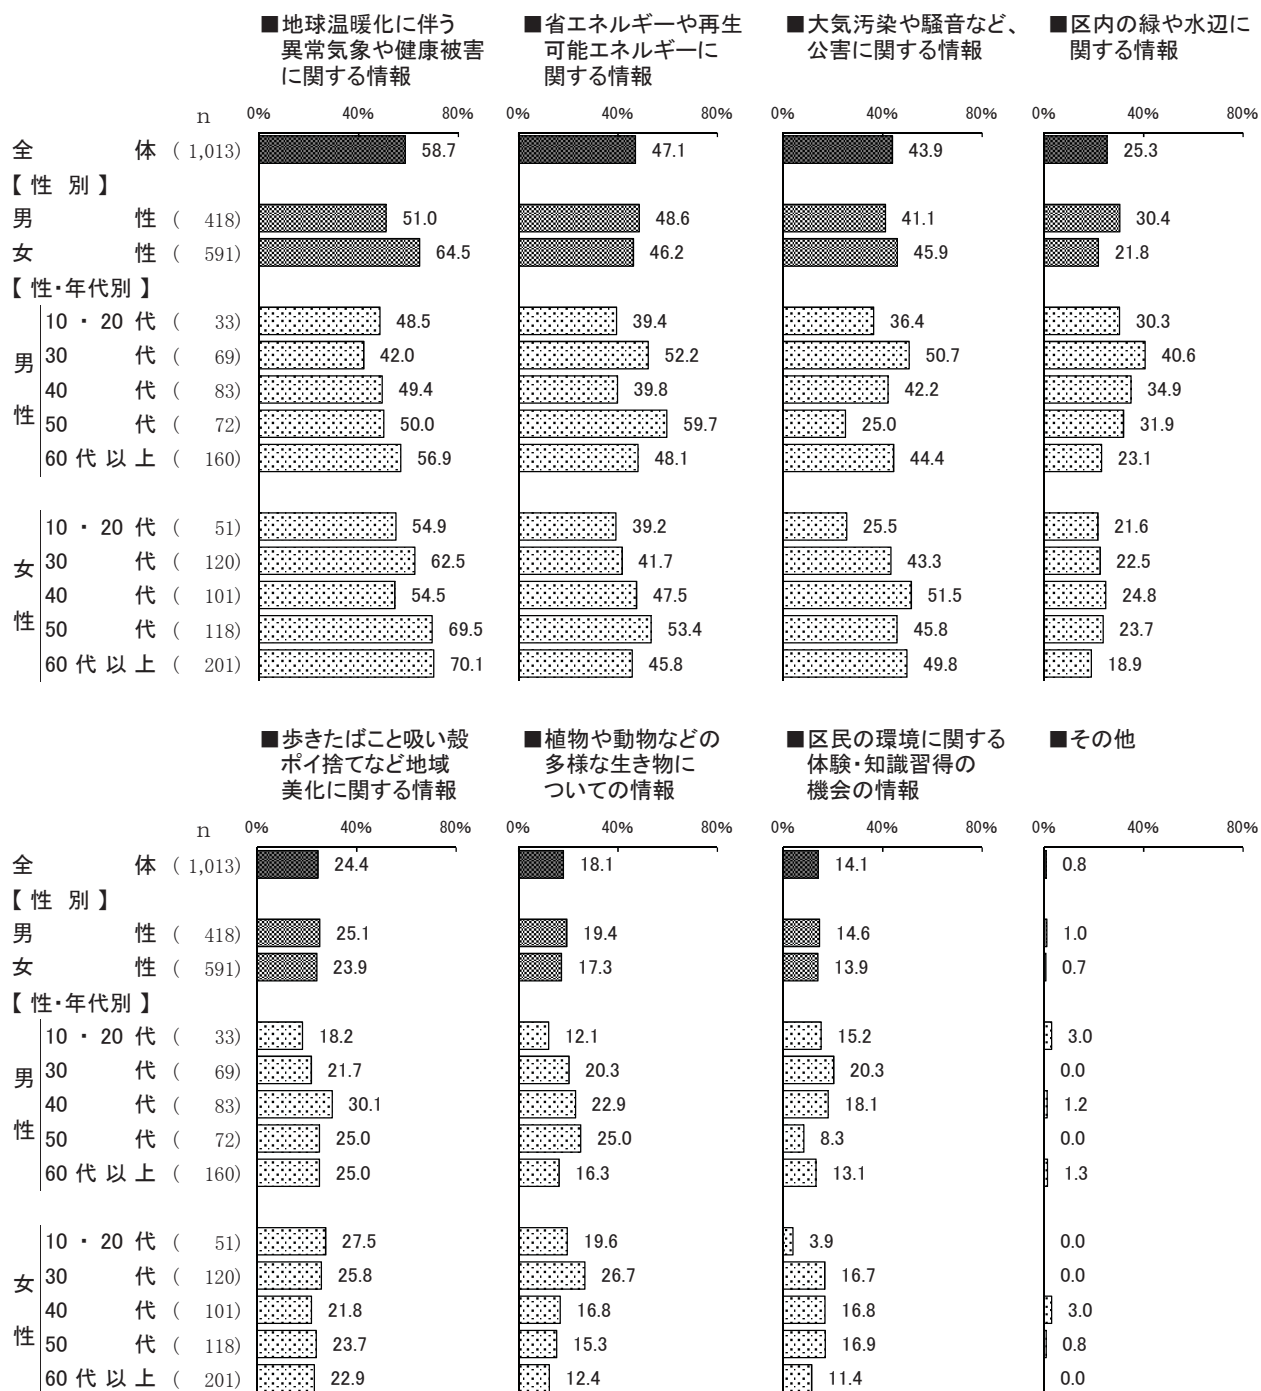 ■地球温暖化に伴う ■省エネルギーや再生 ■大気汚染や騒音など、 ■区内の緑や水辺に
異常気象や健康被害 可能エネルギーに 公害に関する情報 関する情報
に関する情報 関する情報
n 0% 40% 80% 0% 40% 80% 0% 40% 80% 0% 40% 80%
全 体 ( 1,013) 58.7 47.1 43.9 25.3
【 性 別 】
男 性 ( 418) 51.0 48.6 41.1 30.4
女 性 ( 591) 64.5 46.2 45.9 21.8
【 性・年代別 】
男性
10 ・ 20 代 ( 33) 48.5 39.4 36.4 30.3
30 代 ( 69) 42.0 52.2 50.7 40.6
40 代 ( 83) 49.4 39.8 42.2 34.9
50 代 ( 72) 50.0 59.7 25.0 31.9
60 代 以 上 ( 160) 56.9 48.1 44.4 23.1
女性
10 ・ 20 代 ( 51) 54.9 39.2 25.5 21.6
30 代 ( 120) 62.5 41.7 43.3 22.5
40 代 ( 101) 54.5 47.5 51.5 24.8
50 代 ( 118) 69.5 53.4 45.8 23.7
60 代 以 上 ( 201) 70.1 45.8 49.8 18.9
■歩きたばこと吸い殻 ■植物や動物などの ■区民の環境に関する ■その他
ポイ捨てなど地域 多様な生き物に 体験・知識習得の
美化に関する情報 ついての情報 機会の情報
n 0% 40% 80% 0% 40% 80% 0% 40% 80% 0% 40% 80%
全 体 ( 1,013) 24.4 18.1 14.1 0.8
【 性 別 】
男 性 ( 418) 25.1 19.4 14.6 1.0
女 性 ( 591) 23.9 17.3 13.9 0.7
【 性・年代別 】
男性
10 ・ 20 代 ( 33) 18.2 12.1 15.2 3.0
30 代 ( 69) 21.7 20.3 20.3 0.0
40 代 ( 83) 30.1 22.9 18.1 1.2
50 代 ( 72) 25.0 25.0 8.3 0.0
60 代 以 上 ( 160) 25.0 16.3 13.1 1.3
女性
10 ・ 20 代 ( 51) 27.5 19.6 3.9 0.0
30 代 ( 120) 25.8 26.7 16.7 0.0
40 代 ( 101) 21.8 16.8 16.8 3.0
50 代 ( 118) 23.7 15.3 16.9 0.8
60 代 以 上 ( 201) 22.9 12.4 11.4 0.0